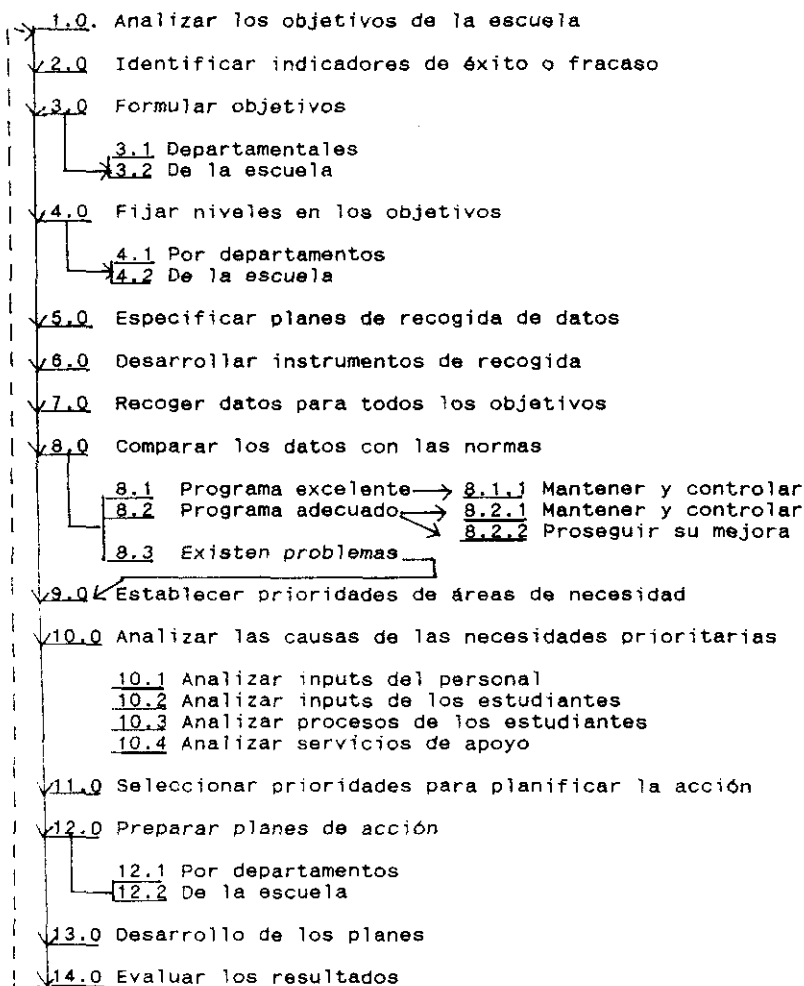 1.0. Analizar los objetivos de la escuela
2.0 Identificar indicadores de éxito o fracaso
3.0 Formular objetivos
3.1 Departamentales
3.2 De la escuela
4.0 Fijar niveles en los objetivos
4.1 Por departamentos
4.2 De la escuela
5.0 Especificar planes de recogida de datos
6.0 Desarrollar instrumentos de recogida
7.0 Recoger datos para todos los objetivos
8.0 Comparar los datos con las normas
8.1 Programa excelente 8.1.1 Mantener y controlar
8.2 Programa adecuado 8.2.1 Mantener y controlar
8.2.2 Proseguir su mejora
8.3 Existen problemas
9.0 Establecer prioridades de áreas de necesidad
10.0 Analizar las causas de las necesidades prioritarias
10.1 Analizar inputs del personal
10.2 Analizar inputs de los estudiantes
10.3 Analizar procesos de los estudiantes
10.4 Analizar servicios de apoyo
11.0 Seleccionar prioridades para planificar la acción
12.0 Preparar planes de acción
12.1 Por departamentos
12.2 De la escuela
13.0 Desarrollo de los planes
14.0 Evaluar los resultados